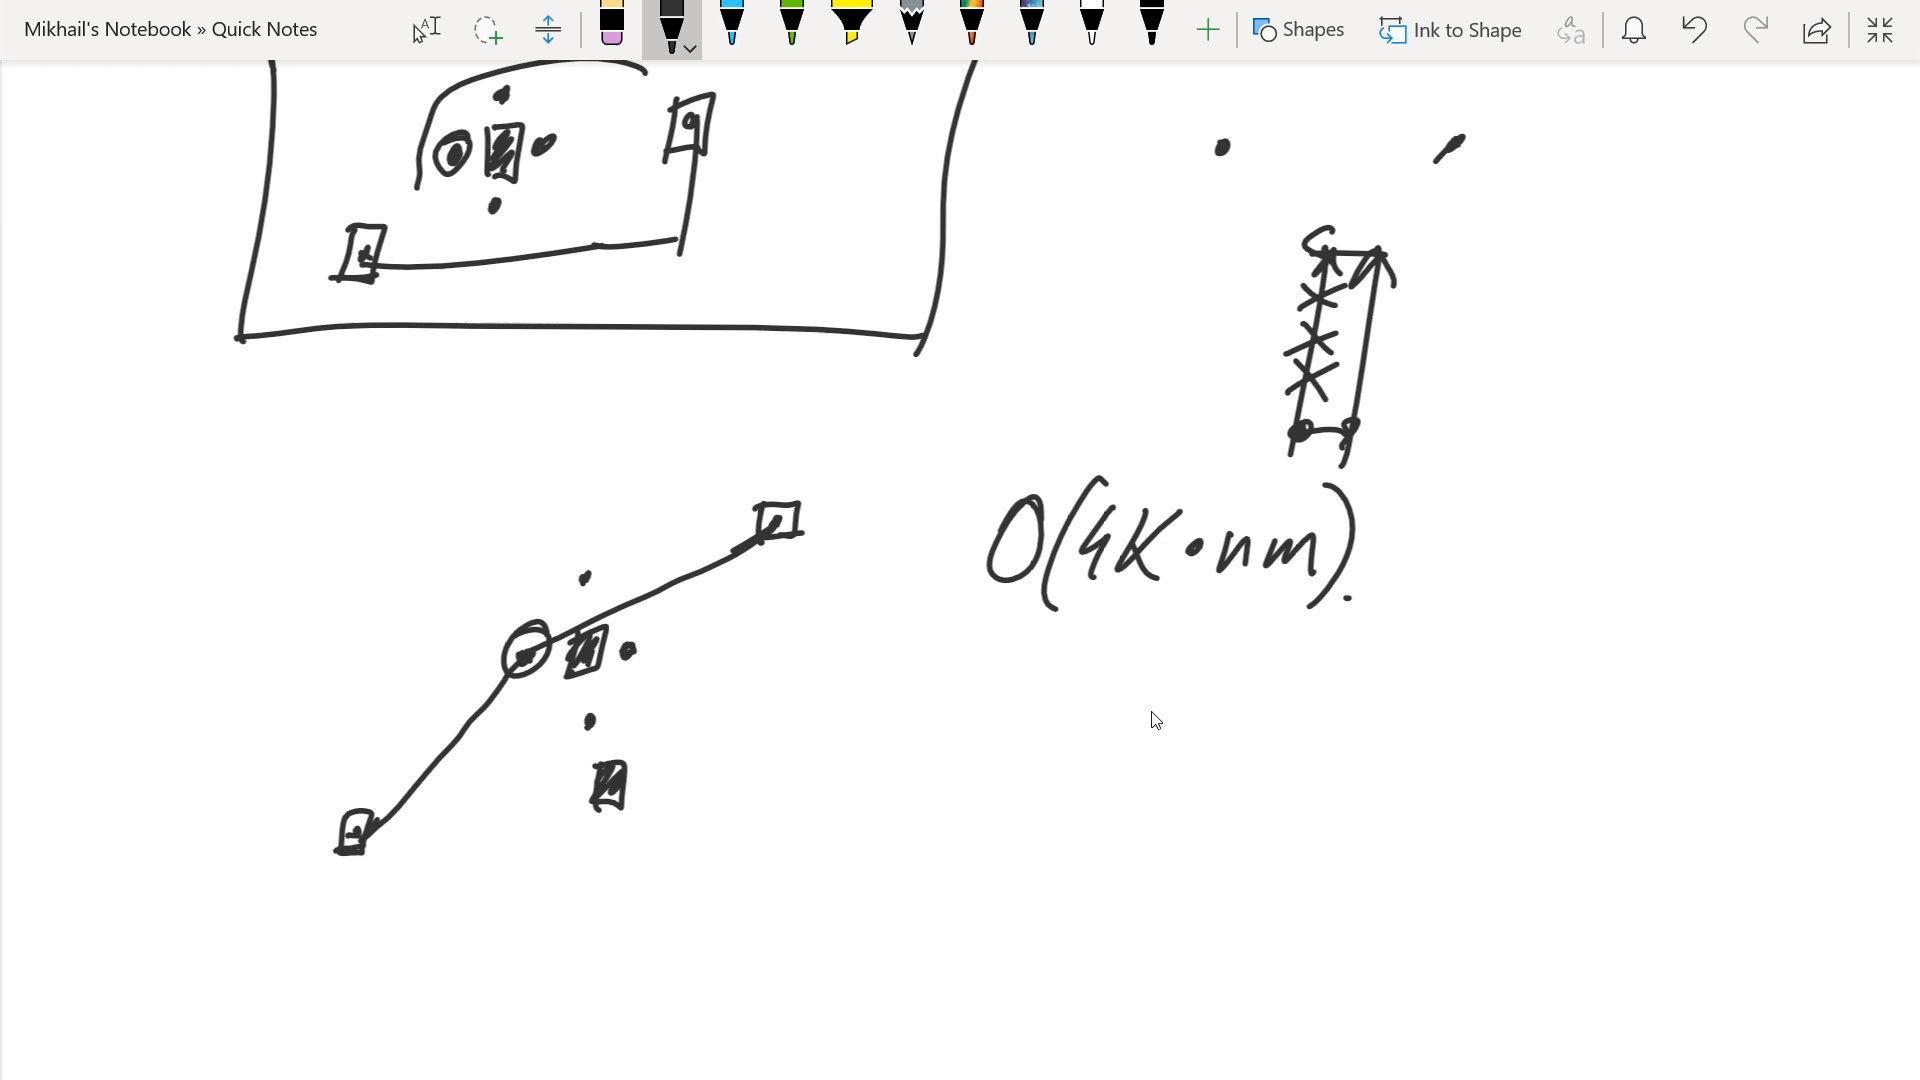 Mikhail's Notebook » Quick Notes
Shapes
Ink to Shape
O(4K·nm).